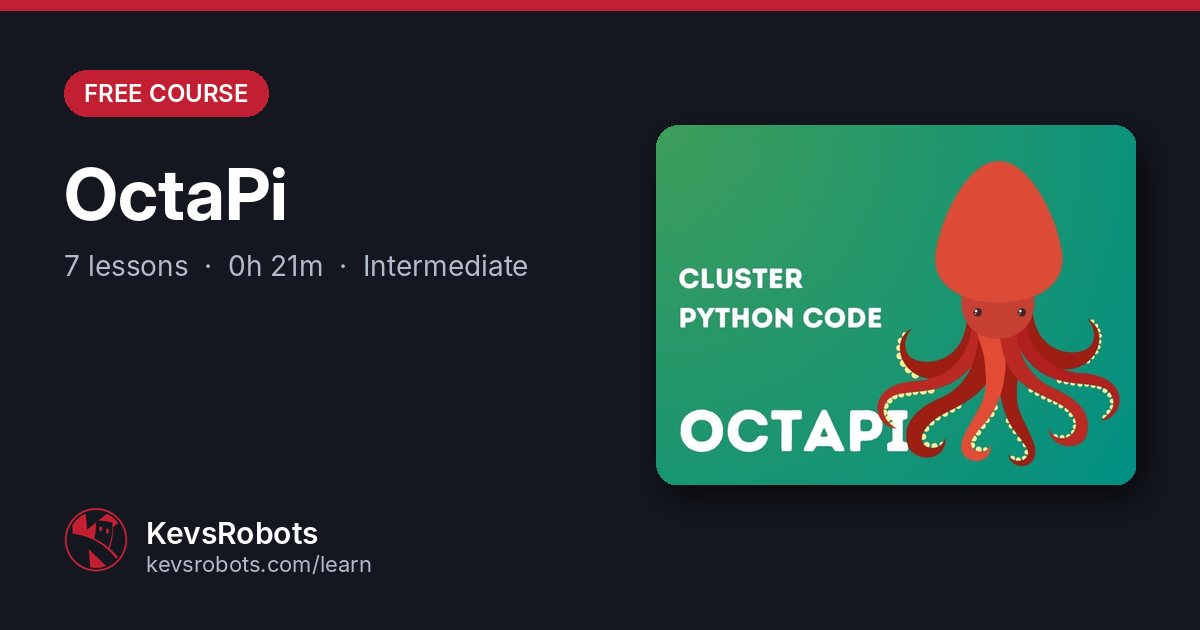 FREE COURSE
OctaPi
7 lessons · 0h 21m · Intermediate
CLUSTER
PYTHON CODE
OCTAPI
KevsRobots
kevsrobots.com/learn